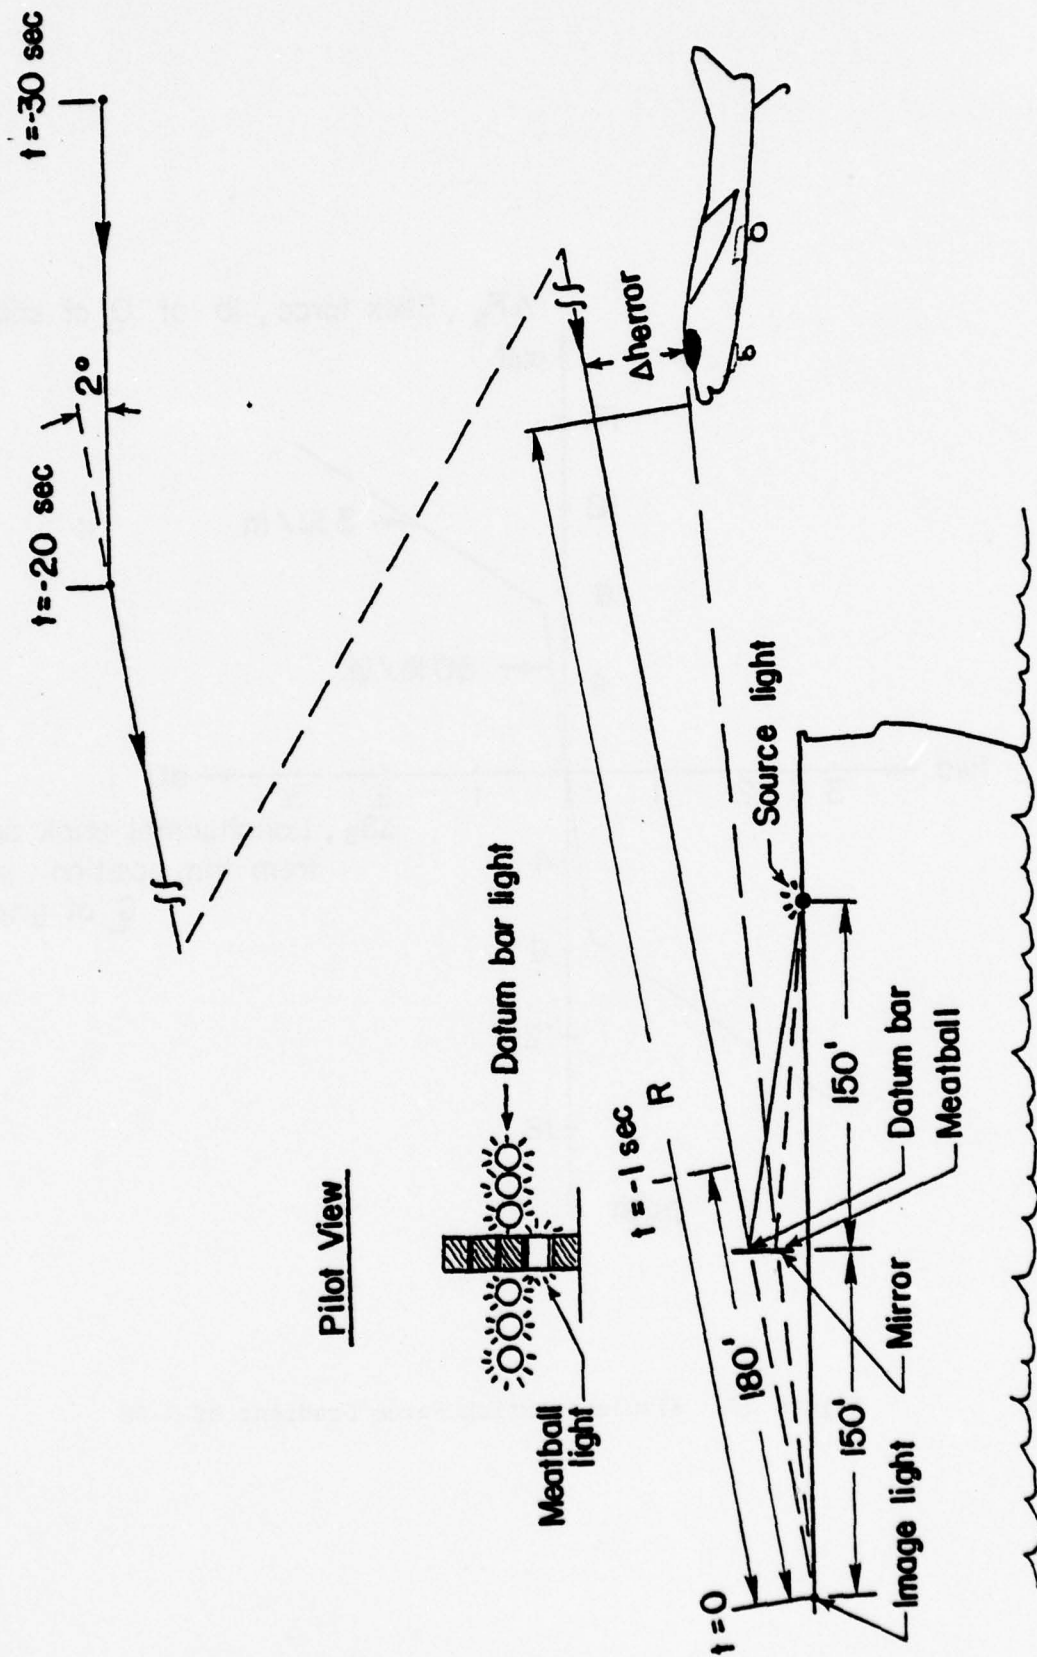 t=-30 sec
2°
t=-20 sec
Δherror
Pilot View
Datum bar light
Meatball
light
t=-1 sec
R
180'
t=0
Source light
150'
150'
Datum bar
Meatball
Mirror
Image light